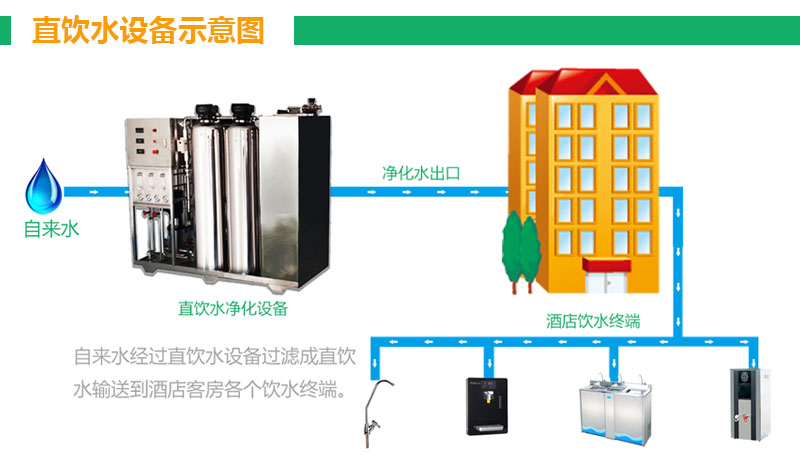 直饮水设备示意图
净化水出口
自来水
直饮水净化设备
酒店饮水终端
自来水经过直饮水设备过滤成直饮
水输送到酒店客房各个饮水终端。